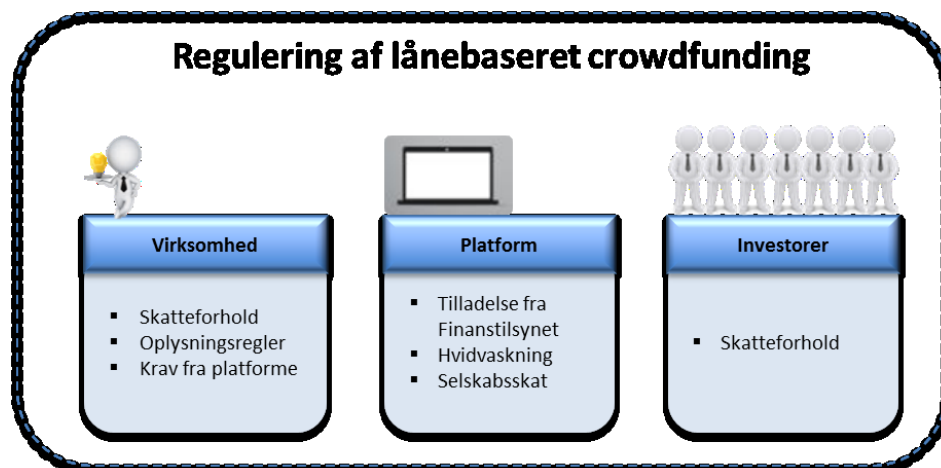 Regulering af lånebaseret crowdfunding
Virksomhed
▪ Skatteforhold
▪ Oplysningsregler
▪ Krav fra platforme
Platform
▪ Tilladelse fra
Finanstilsynet
▪ Hvidvaskning
▪ Selskabsskat
Investorer
▪ Skatteforhold